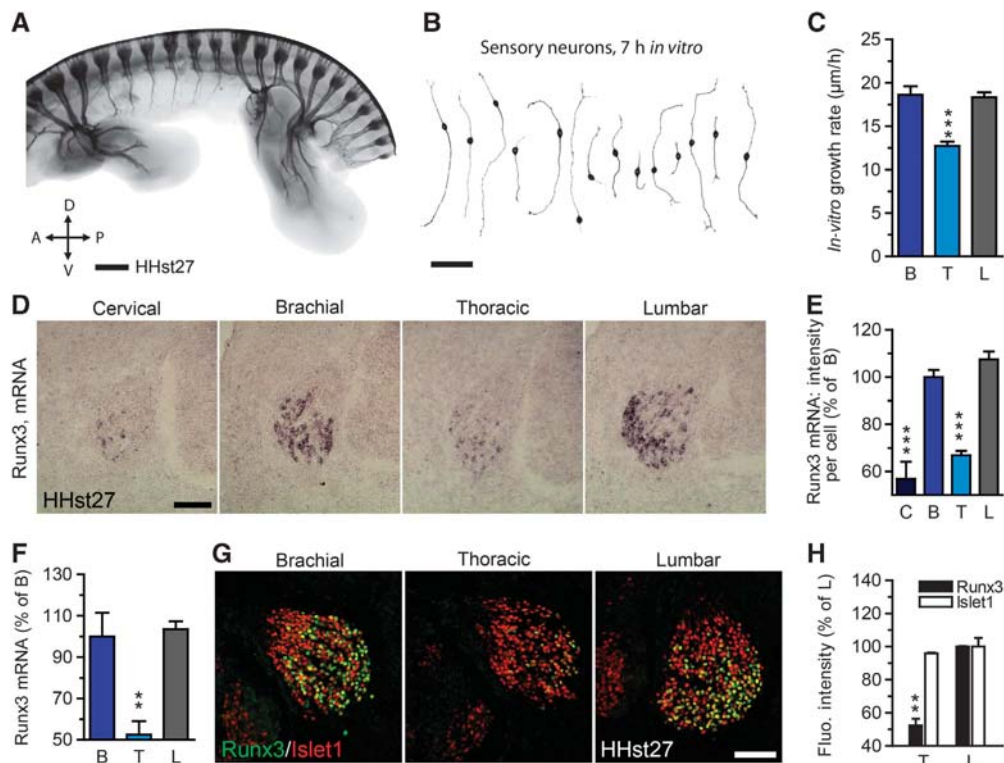 A
D
A
P
V
HHst27
B
Sensory neurons, 7 h in vitro
C
In-vitro growth rate (µm/h)
25
20
15
10
5
0
***
B T L
D
Cervical Brachial Thoracic Lumbar
Runx3, mRNA
HHst27
E
Runx3 mRNA: intensity
per cell (% of B)
120
100
80
60
***
***
C B T L
F
Runx3 mRNA (% of B)
130
110
90
70
50
**
B T L
G
Brachial Thoracic Lumbar
Runx3/Islet1
HHst27
H
Fluo. intensity (% of L)
140
120
100
80
60
40
Runx3
Islet1
**
T L